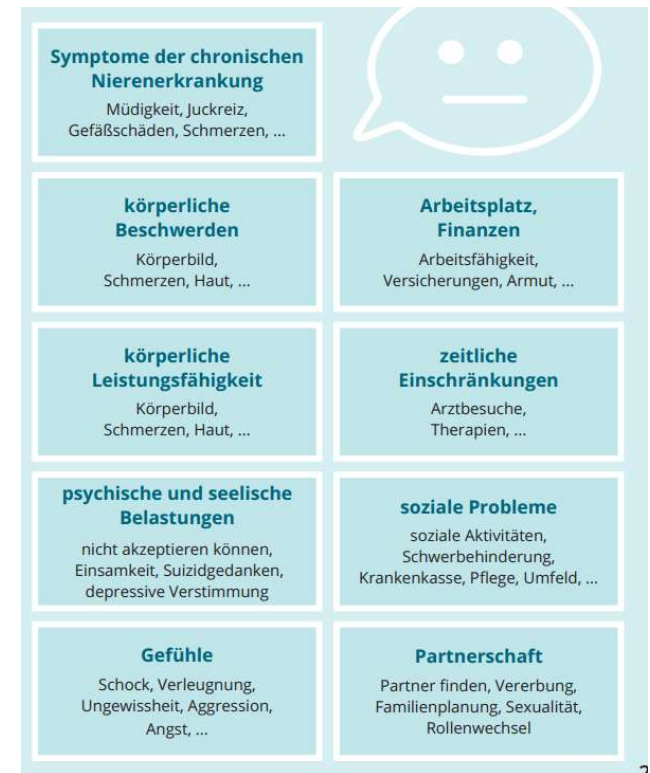 Symptome der chronischen
Nierenerkrankung
Müdigkeit, Juckreiz,
Gefäßschäden, Schmerzen, ...
körperliche
Beschwerden
Körperbild,
Schmerzen, Haut, ...
Arbeitsplatz,
Finanzen
Arbeitsfähigkeit,
Versicherungen, Armut, ...
körperliche
Leistungsfähigkeit
Körperbild,
Schmerzen, Haut, ...
zeitliche
Einschränkungen
Arztbesuche,
Therapien, ...
psychische und seelische
Belastungen
nicht akzeptieren können,
Einsamkeit, Suizidgedanken,
depressive Verstimmung
soziale Probleme
soziale Aktivitäten,
Schwerbehinderung,
Krankenkasse, Pflege, Umfeld, ...
Gefühle
Schock, Verleugnung,
Ungewissheit, Aggression,
Angst, ...
Partnerschaft
Partner finden, Vererbung,
Familienplanung, Sexualität,
Rollenwechsel